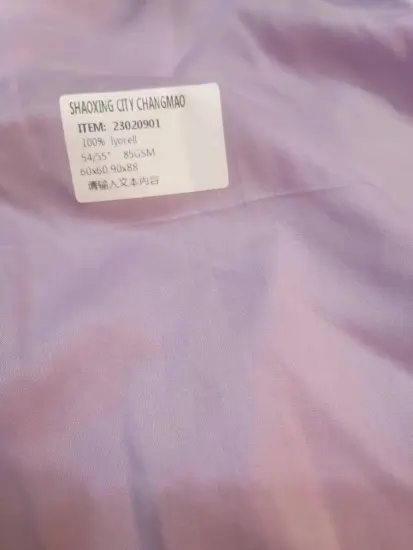 SHAOXING CITY CHANGMAO
ITEM: 23020901
100% lyocell
54/55" 85GSM
60x60 90x88
请输入文本内容